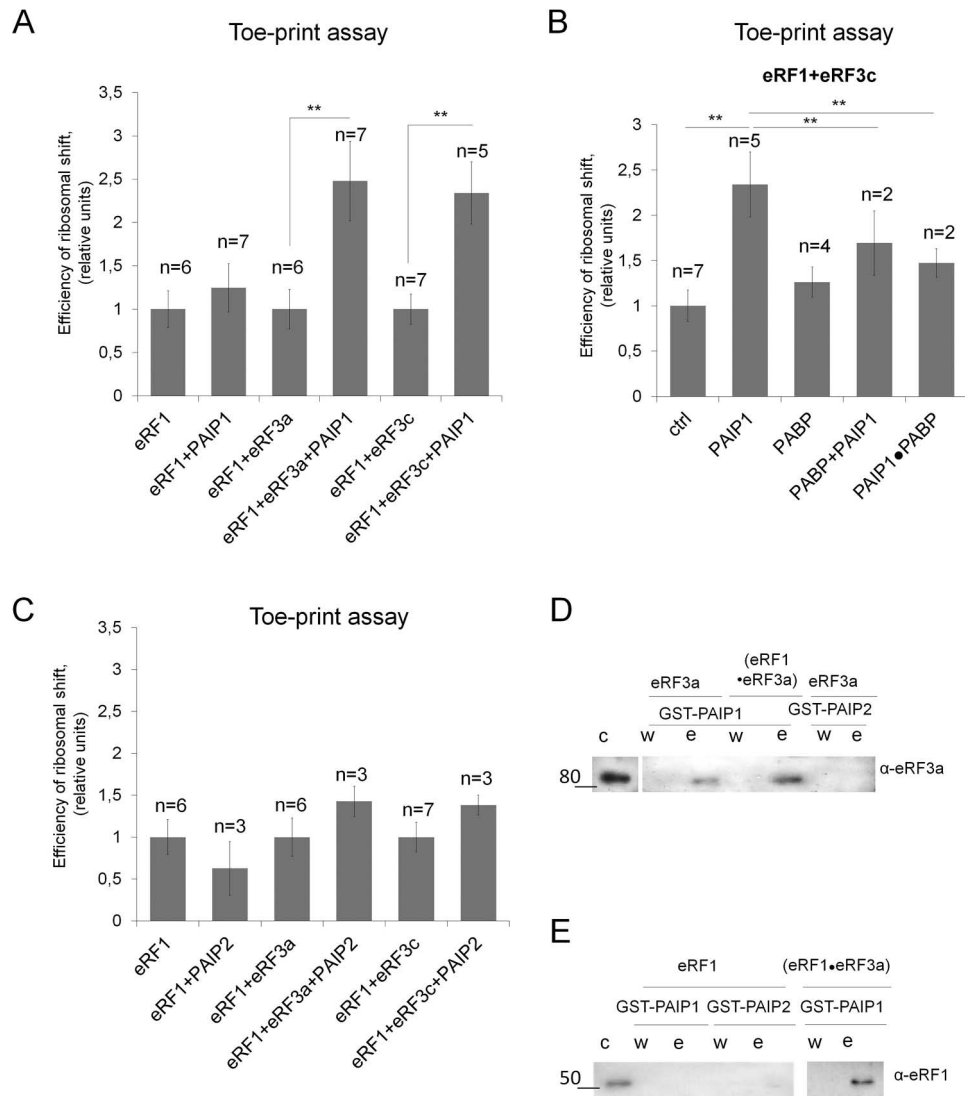 A
Toe-print assay
Efficiency of ribosomal shift,
(relative units)
3,5
3
2,5
2
1,5
1
0,5
0
n=6
n=7
n=6
**
n=7
n=7
**
n=5
eRF1
eRF1+PAIP1
eRF1+eRF3a
eRF1+eRF3a+PAIP1
eRF1+eRF3c
eRF1+eRF3c+PAIP1
B
Toe-print assay
eRF1+eRF3c
Efficiency of ribosomal shift,
(relative units)
3
2,5
2
1,5
1
0,5
0
**
**
**
n=7
n=5
n=4
n=2
n=2
ctrl
PAIP1
PABP
PABP+PAIP1
PAIP1●PABP
C
Toe-print assay
Efficiency of ribosomal shift,
(relative units)
3,5
3
2,5
2
1,5
1
0,5
0
n=6
n=3
n=6
n=3
n=7
n=3
eRF1
eRF1+PAIP2
eRF1+eRF3a
eRF1+eRF3a+PAIP2
eRF1+eRF3c
eRF1+eRF3c+PAIP2
D
eRF3a (eRF1 •eRF3a) eRF3a
GST-PAIP1 GST-PAIP2
c w e w e w e
80
α-eRF3a
E
eRF1 (eRF1●eRF3a)
GST-PAIP1 GST-PAIP2 GST-PAIP1
c w e w e w e
50
α-eRF1